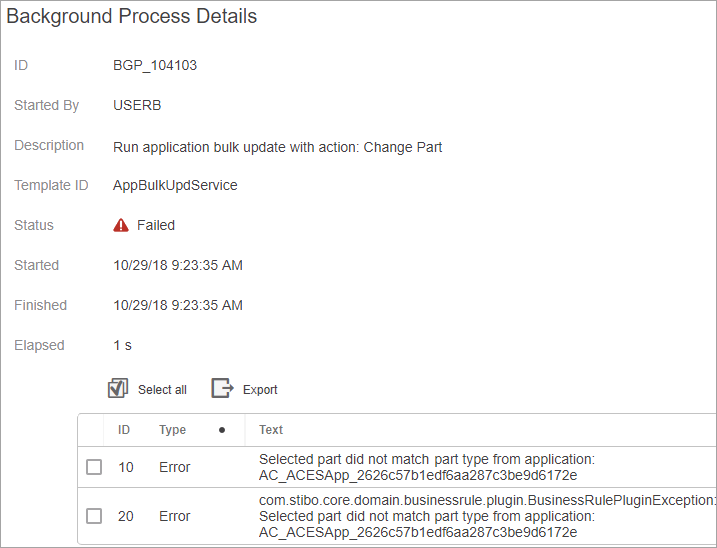 Background Process Details
ID BGP_104103
Started By USERB
Description Run application bulk update with action: Change Part
Template ID AppBulkUpdService
Status Failed
Started 10/29/18 9:23:35 AM
Finished 10/29/18 9:23:35 AM
Elapsed 1 s
Select all Export
ID Type Text
10 Error Selected part did not match part type from application:
AC_ACESApp_2626c57b1edf6aa287c3be9d6172e
com.stibo.core.domain.businessrule.plugin.BusinessRulePluginException:
20 Error Selected part did not match part type from application:
AC_ACESApp_2626c57b1edf6aa287c3be9d6172e